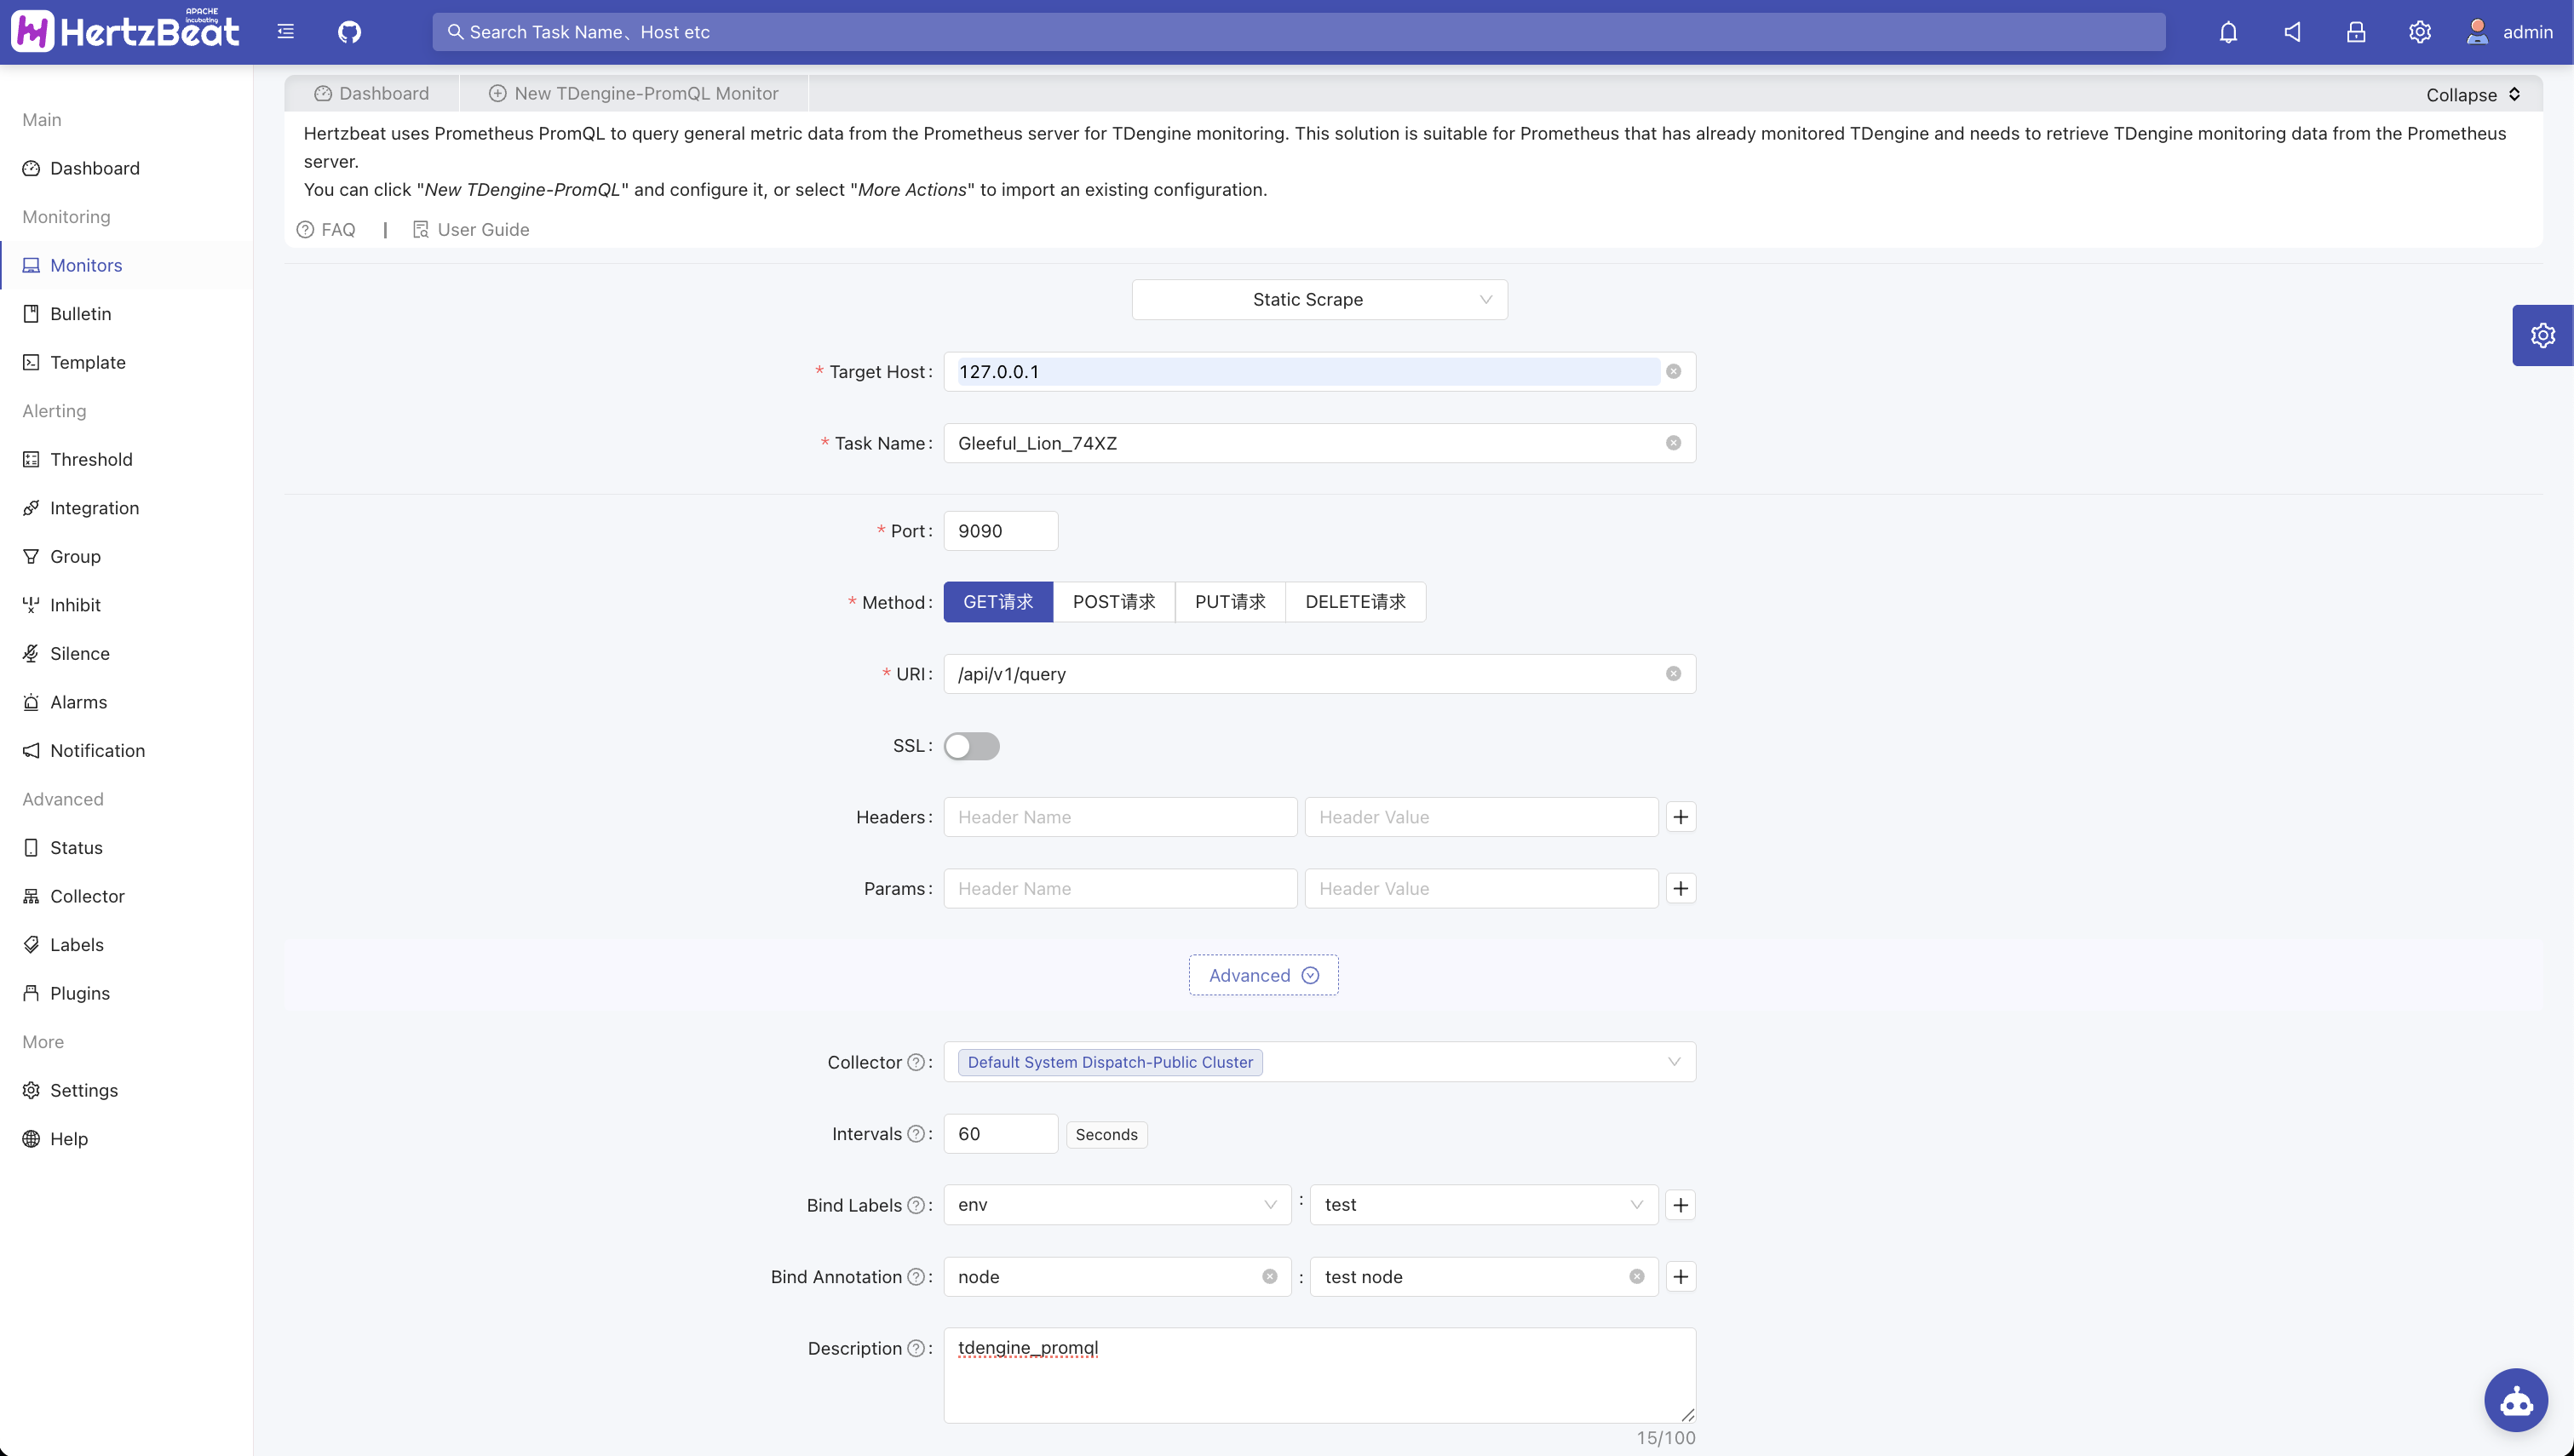 APACHE
incubating
HertzBeat
Search Task Name、Host etc
admin
Main
Dashboard
Monitoring
Monitors
Bulletin
Template
Alerting
Threshold
Integration
Group
Inhibit
Silence
Alarms
Notification
Advanced
Status
Collector
Labels
Plugins
More
Settings
Help
Dashboard
New TDengine-PromQL Monitor
Collapse
Hertzbeat uses Prometheus PromQL to query general metric data from the Prometheus server for TDengine monitoring. This solution is suitable for Prometheus that has already monitored TDengine and needs to retrieve TDengine monitoring data from the Prometheus
server.
You can click "New TDengine-PromQL" and configure it, or select "More Actions" to import an existing configuration.
FAQ | User Guide
Static Scrape
* Target Host: 127.0.0.1
* Task Name: Gleeful_Lion_74XZ
* Port: 9090
* Method: GET请求 POST请求 PUT请求 DELETE请求
* URI: /api/v1/query
SSL:
Headers: Header Name Header Value +
Params: Header Name Header Value +
Advanced
Collector ? : Default System Dispatch-Public Cluster
Intervals ? : 60 Seconds
Bind Labels ? : env : test +
Bind Annotation ? : node : test node +
Description ? : tdengine_promql
15/100